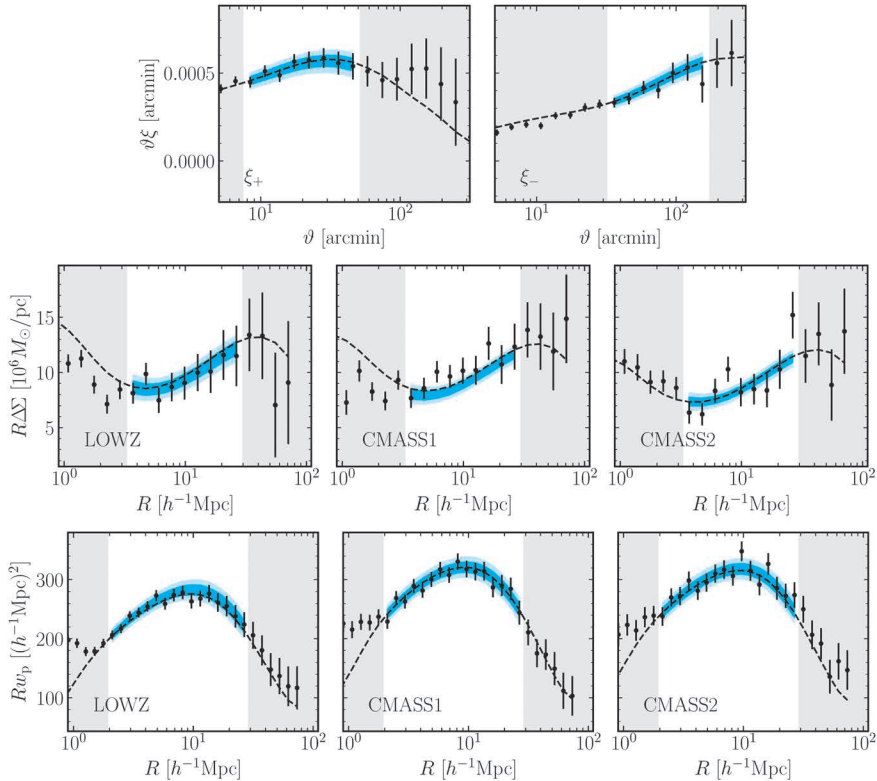 0.0005
0.0000
ϑξ [arcmin]
ξ₊
ξ₋
10¹ 10² 10¹ 10²
ϑ [arcmin] ϑ [arcmin]
15
10
5
RΔΣ [10⁶M⊙/pc]
LOWZ CMASS1 CMASS2
10⁰ 10¹ 10² 10⁰ 10¹ 10² 10⁰ 10¹ 10²
R [h⁻¹Mpc] R [h⁻¹Mpc] R [h⁻¹Mpc]
300
200
100
Rwₚ [(h⁻¹Mpc)²]
LOWZ CMASS1 CMASS2
10⁰ 10¹ 10² 10⁰ 10¹ 10² 10⁰ 10¹ 10²
R [h⁻¹Mpc] R [h⁻¹Mpc] R [h⁻¹Mpc]